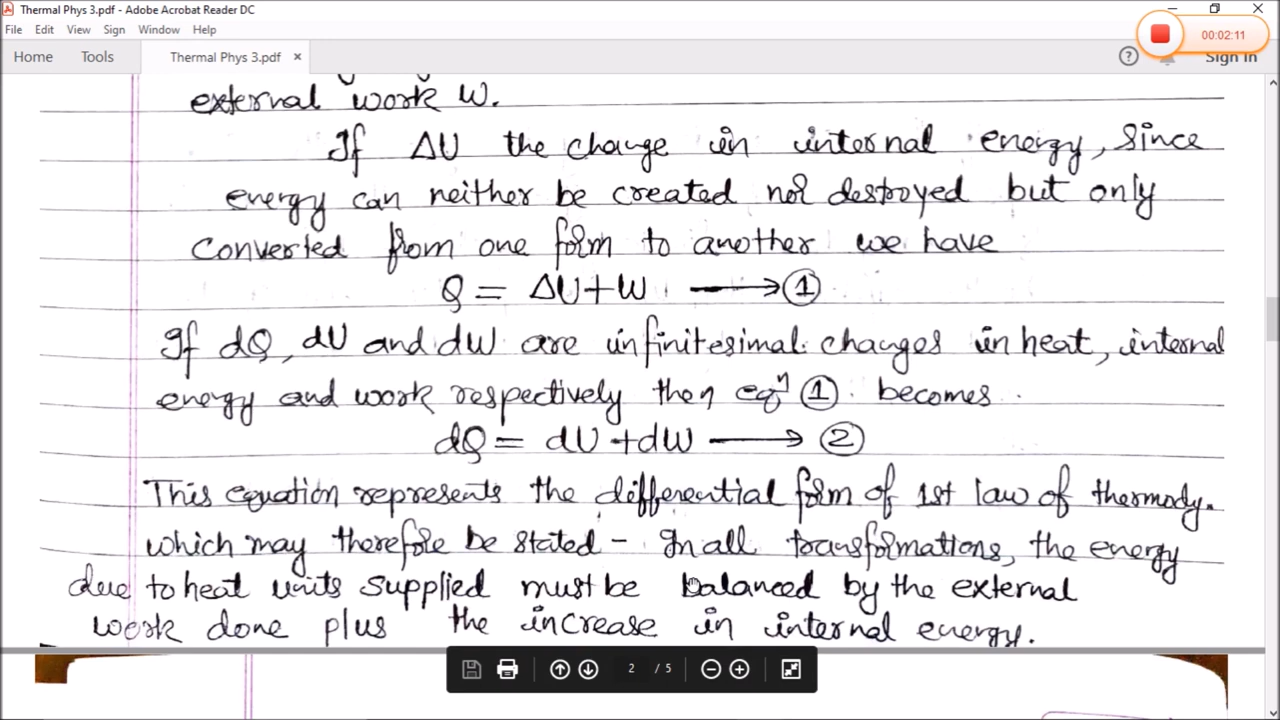 Thermal Phys 3.pdf - Adobe Acrobat Reader DC
File Edit View Sign Window Help
00:02:11
Home Tools Thermal Phys 3.pdf × ? Sign In
external work W.
If ΔU the change in internal energy, since
energy can neither be created nor destroyed but only
converted from one form to another we have
Q = ΔU+W ⟶ ①
If dQ, dU and dW are infinitesimal changes in heat, internal
energy and work respectively then eqⁿ ① becomes
dQ = dU + dW ⟶ ②
This equation represents the differential form of 1st law of thermody.
which may therefore be stated – In all transformations, the energy
due to heat units supplied must be balanced by the external
work done plus the increase in internal energy.
2 / 5